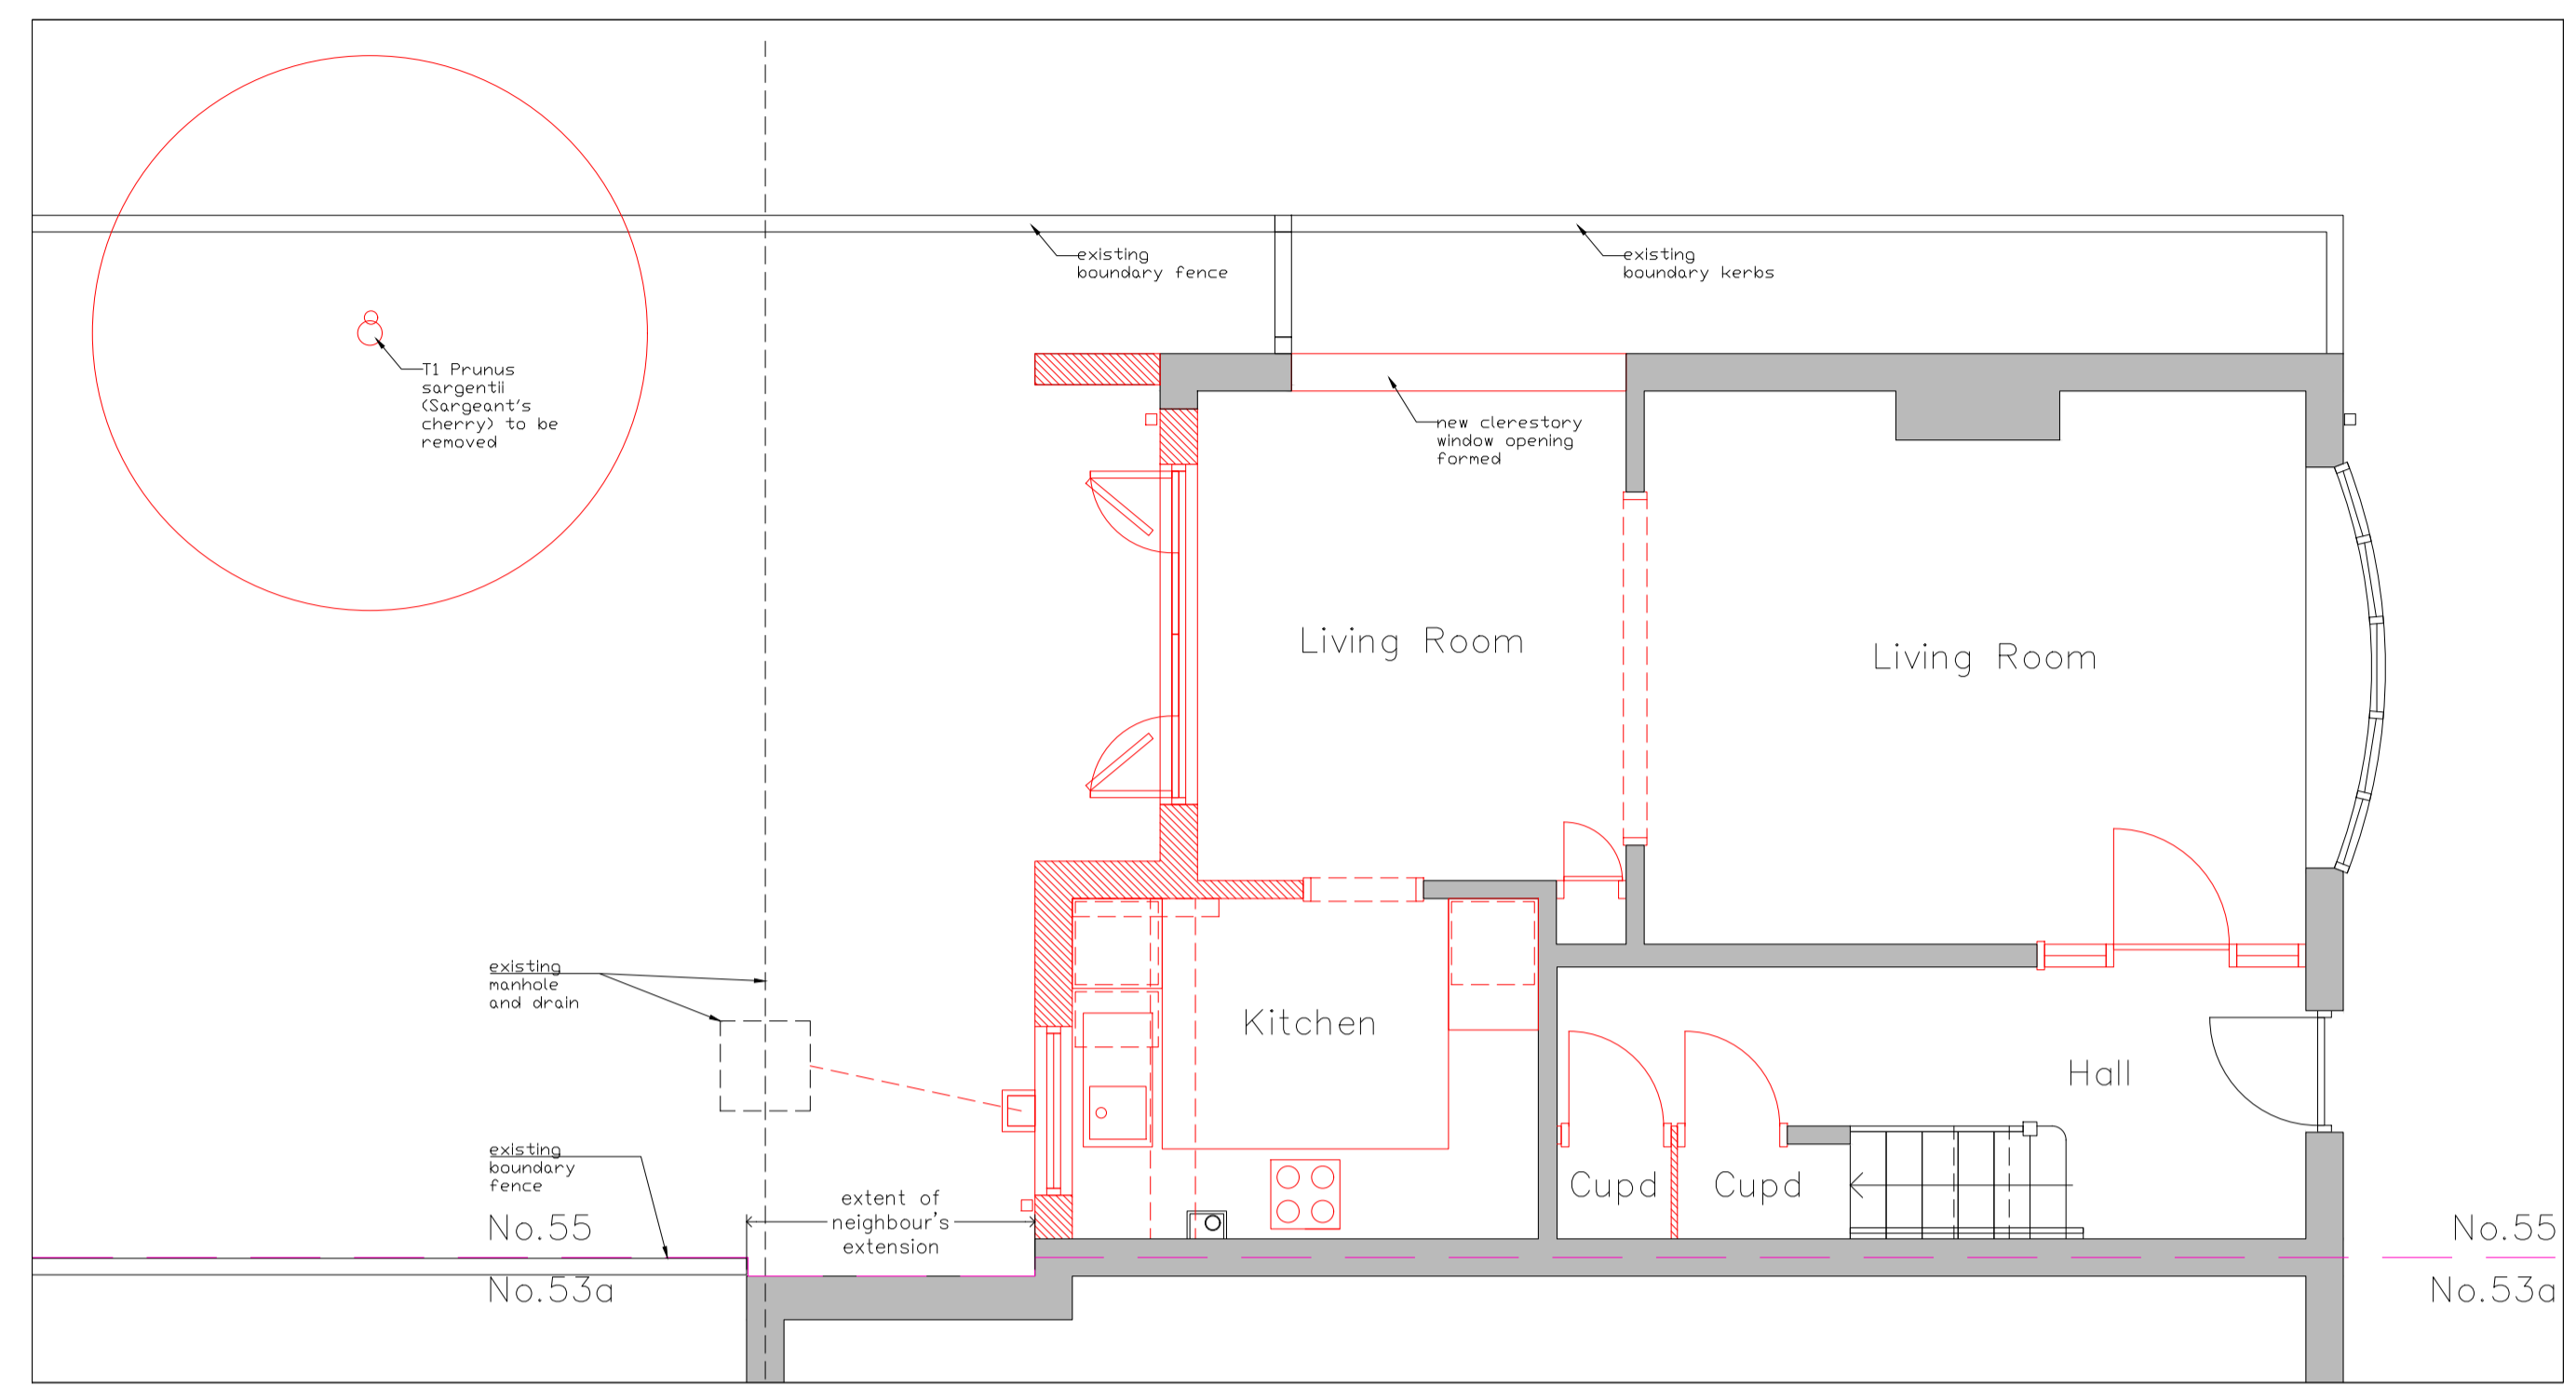 existing
boundary fence
existing
boundary kerbs
T1 Prunus
sargentii
(Sargeant's
cherry) to be
removed
new clerestory
window opening
formed
Living Room
Living Room
existing
manhole
and drain
Kitchen
Hall
existing
boundary
fence
Cupd
Cupd
extent of
neighbour's
extension
No.55
No.55
No.53a
No.53a